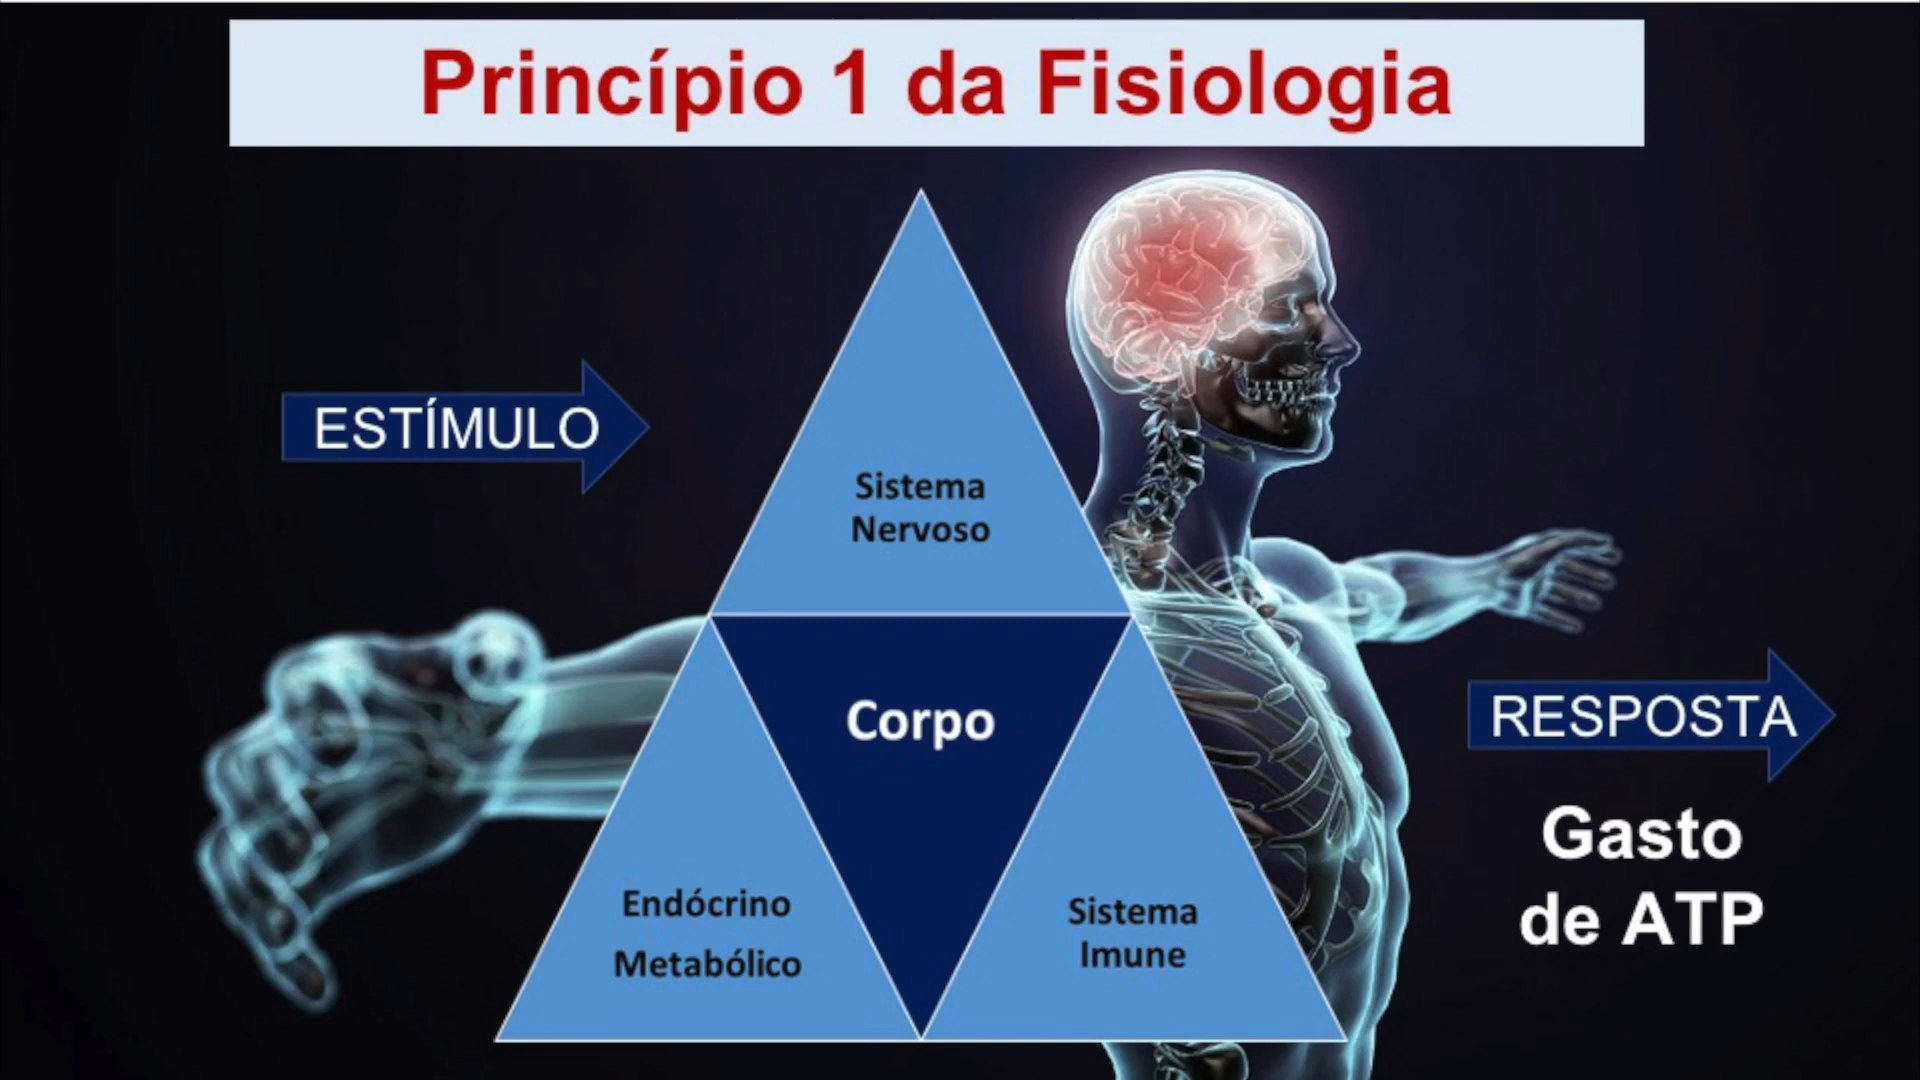 Princípio 1 da Fisiologia
ESTÍMULO
Sistema
Nervoso
Corpo
Endócrino
Metabólico
Sistema
Imune
RESPOSTA
Gasto
de ATP